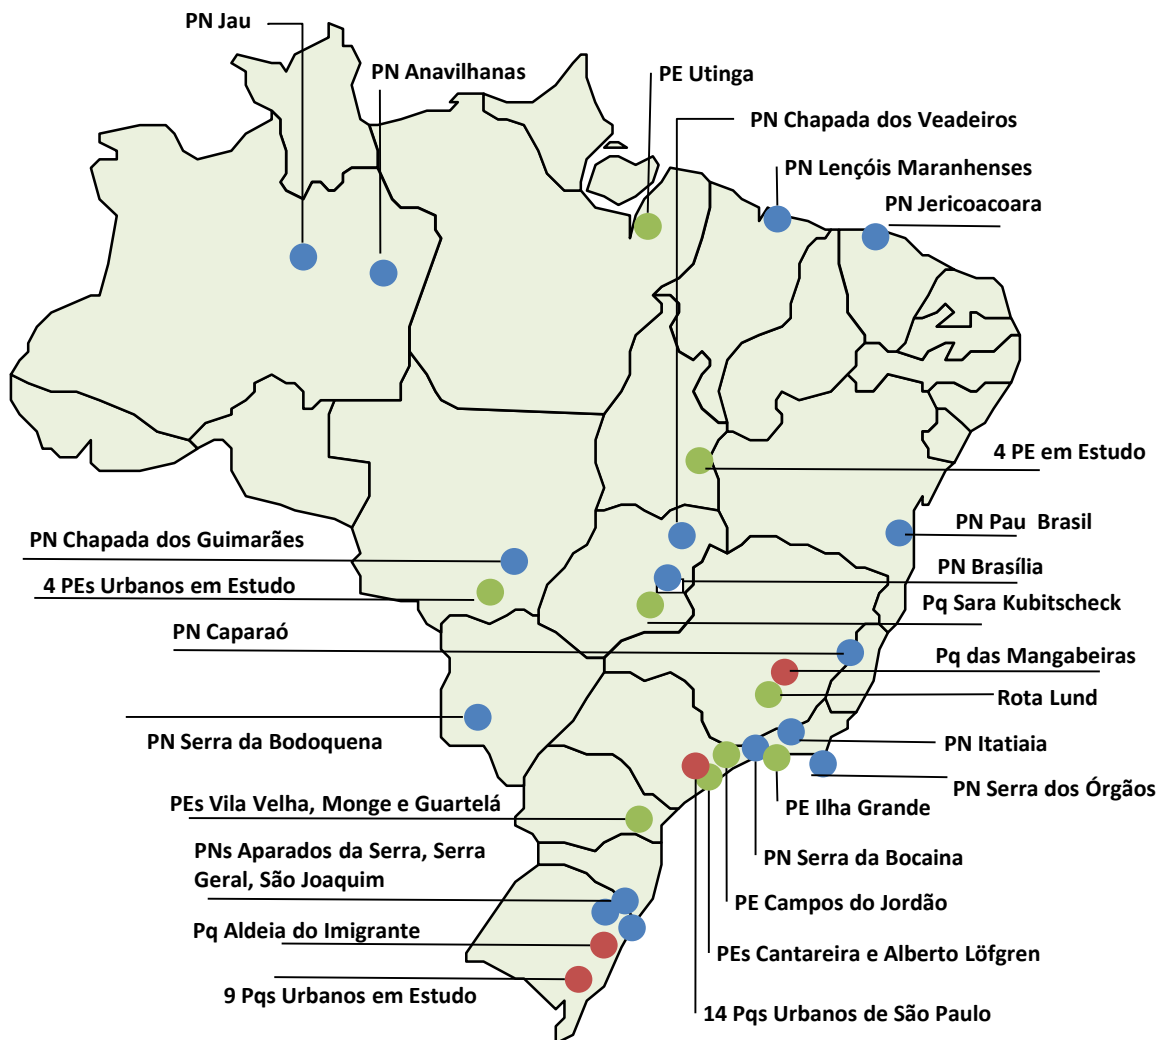 PN Jau
PN Anavilhanas
PE Utinga
PN Chapada dos Veadeiros
PN Lençóis Maranhenses
PN Jericoacoara
4 PE em Estudo
PN Pau  Brasil
PN Chapada dos Guimarães
PN Brasília
4 PEs Urbanos em Estudo
Pq Sara Kubitscheck
PN Caparaó
Pq das Mangabeiras
Rota Lund
PN Serra da Bodoquena
PN Itatiaia
PN Serra dos Órgãos
PEs Vila Velha, Monge e Guartelá
PE Ilha Grande
PNs Aparados da Serra, Serra
Geral, São Joaquim
PN Serra da Bocaina
PE Campos do Jordão
Pq Aldeia do Imigrante
PEs Cantareira e Alberto Löfgren
9 Pqs Urbanos em Estudo
14 Pqs Urbanos de São Paulo